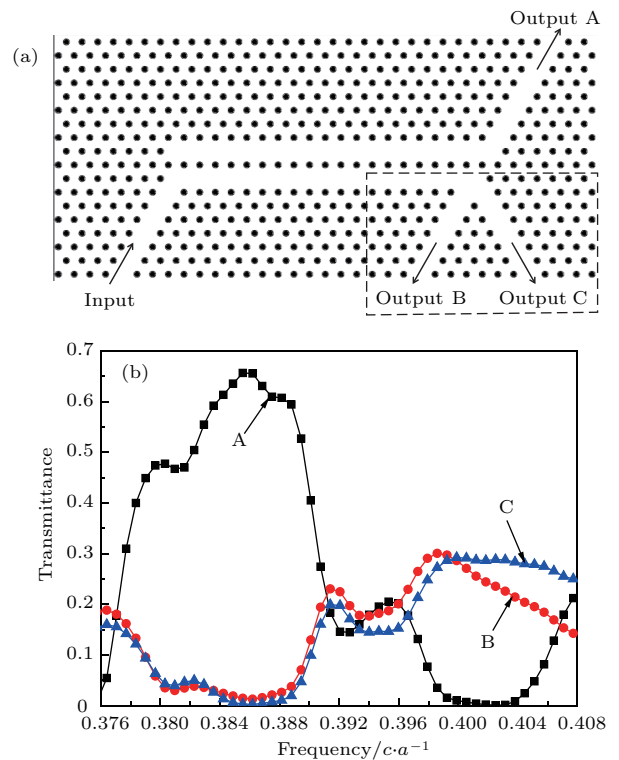 Output A
(a)
Input
Output B
Output C
0.7
(b)
0.6
0.5
A
0.4
C
0.3
0.2
B
0.1
0
Transmittance
0.376 0.380 0.384 0.388 0.392 0.396 0.400 0.404 0.408
Frequency/c·a⁻¹